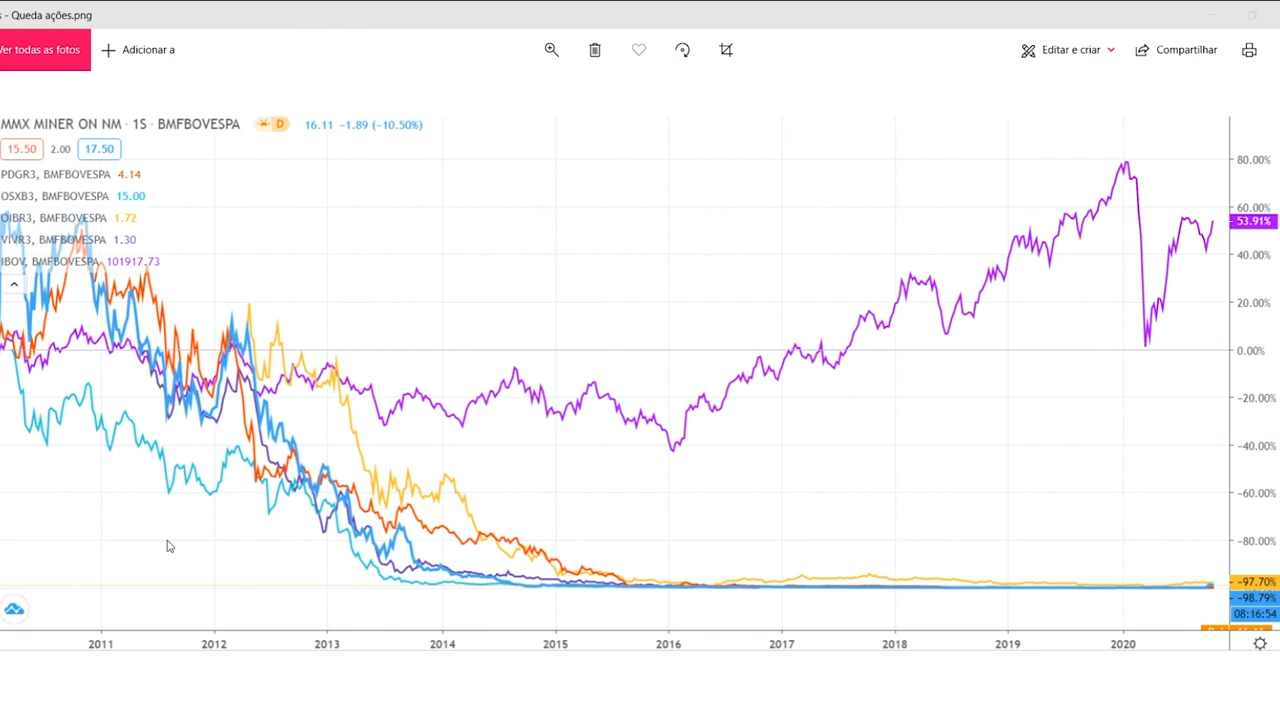 s - Queda ações.png
Ver todas as fotos Adicionar a Editar e criar Compartilhar
MMX MINER ON NM · 1S · BMFBOVESPA D 16.11 −1.89 (−10.50%)
15.50 2.00 17.50
PDGR3, BMFBOVESPA 4.14
OSXB3, BMFBOVESPA 15.00
OIBR3, BMFBOVESPA 1.72
VIVR3, BMFBOVESPA 1.30
IBOV, BMFBOVESPA 101917.73
80.00%
60.00%
53.91%
40.00%
20.00%
0.00%
−20.00%
−40.00%
−60.00%
−80.00%
−97.70%
−98.79%
08:16:54
2011 2012 2013 2014 2015 2016 2017 2018 2019 2020